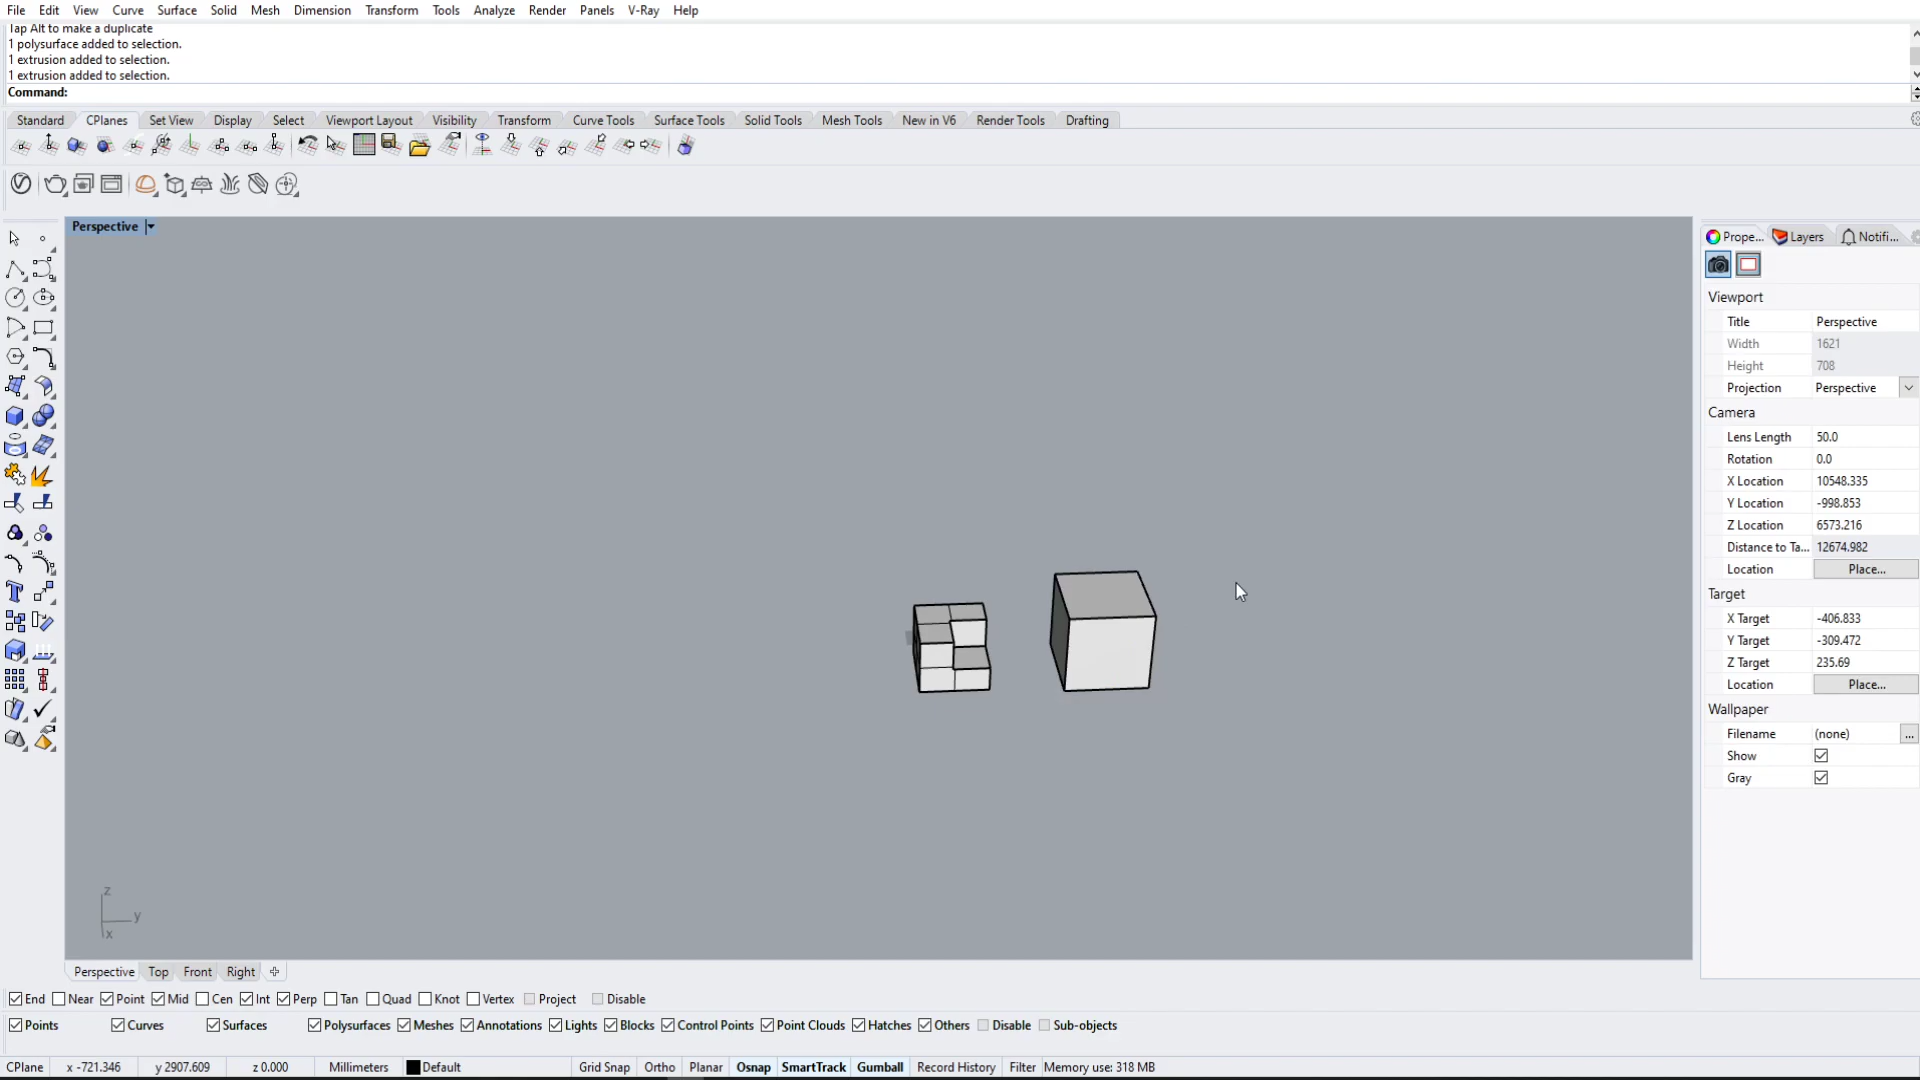 File Edit View Curve Surface Solid Mesh Dimension Transform Tools Analyze Render Panels V-Ray Help
Tap Alt to make a duplicate
1 polysurface added to selection.
1 extrusion added to selection.
1 extrusion added to selection.
Command:
Standard CPlanes Set View Display Select Viewport Layout Visibility Transform Curve Tools Surface Tools Solid Tools Mesh Tools New in V6 Render Tools Drafting
Perspective
Prope... Layers Notifi...
Viewport
Title Perspective
Width 1621
Height 708
Projection Perspective
Camera
Lens Length 50.0
Rotation 0.0
X Location 10548.335
Y Location -998.853
Z Location 6573.216
Distance to Ta... 12674.982
Location Place...
Target
X Target -406.833
Y Target -309.472
Z Target 235.69
Location Place...
Wallpaper
Filename (none) ...
Show
Gray
z
y
x
Perspective Top Front Right
End Near Point Mid Cen Int Perp Tan Quad Knot Vertex Project Disable
Points Curves Surfaces Polysurfaces Meshes Annotations Lights Blocks Control Points Point Clouds Hatches Others Disable Sub-objects
CPlane x -721.346 y 2907.609 z 0.000 Millimeters Default Grid Snap Ortho Planar Osnap SmartTrack Gumball Record History Filter Memory use: 318 MB